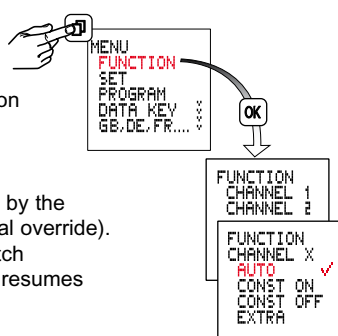 MENU
FUNCTION
SET
PROGRAM
DATA KEY
GB,DE,FR....
OK
on
by the
al override).
tch
resumes
FUNCTION
CHANNEL 1
CHANNEL 2
FUNCTION
CHANNEL X
AUTO ✓
CONST ON
CONST OFF
EXTRA